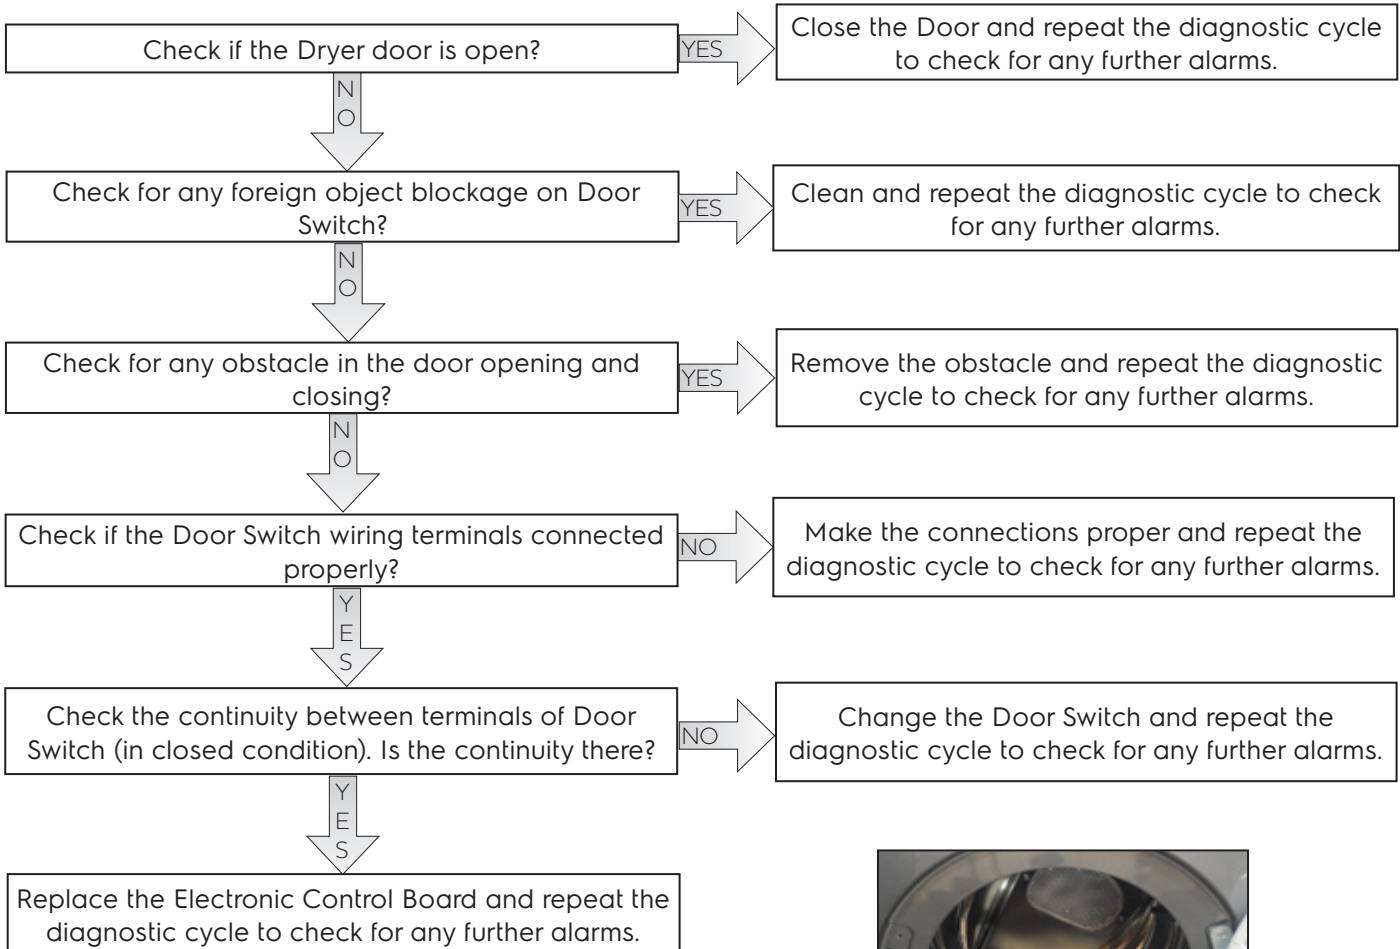 Check if the Dryer door is open?
YES
Close the Door and repeat the diagnostic cycle
to check for any further alarms.
N
O
Check for any foreign object blockage on Door
Switch?
YES
Clean and repeat the diagnostic cycle to check
for any further alarms.
N
O
Check for any obstacle in the door opening and
closing?
YES
Remove the obstacle and repeat the diagnostic
cycle to check for any further alarms.
N
O
Check if the Door Switch wiring terminals connected
properly?
NO
Make the connections proper and repeat the
diagnostic cycle to check for any further alarms.
Y
E
S
Check the continuity between terminals of Door
Switch (in closed condition). Is the continuity there?
NO
Change the Door Switch and repeat the
diagnostic cycle to check for any further alarms.
Y
E
S
Replace the Electronic Control Board and repeat the
diagnostic cycle to check for any further alarms.